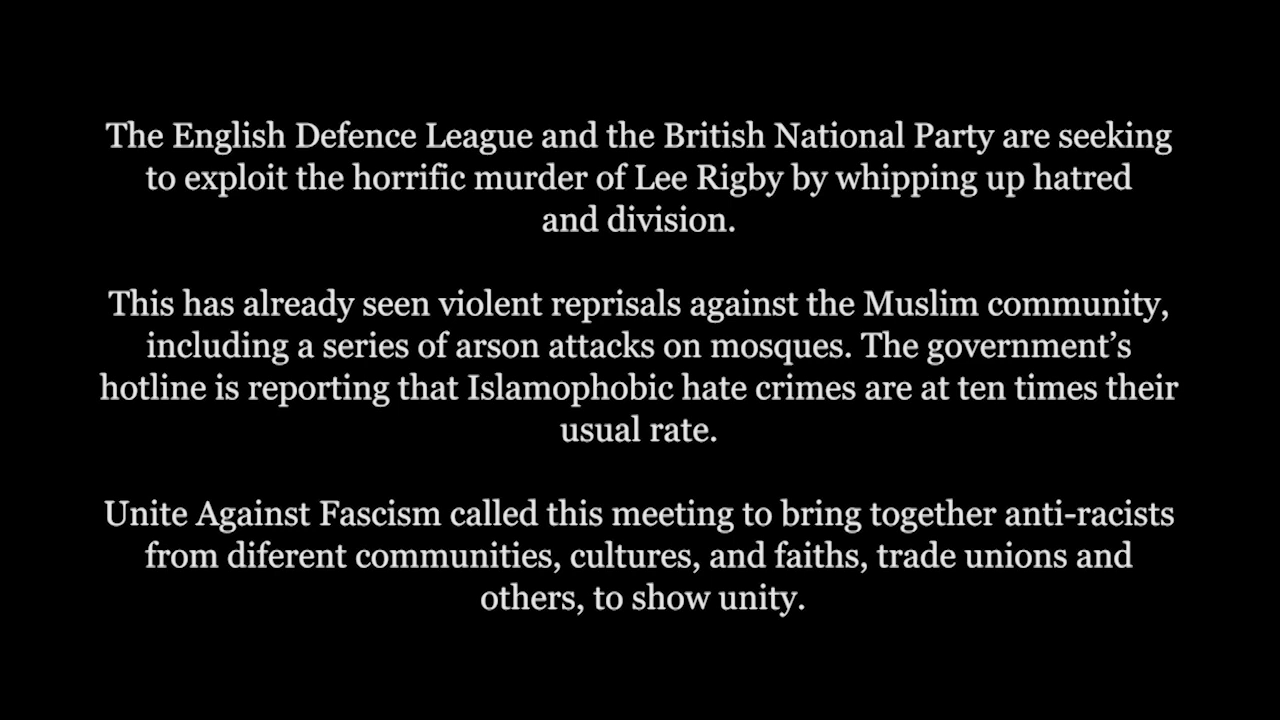 The English Defence League and the British National Party are seeking
to exploit the horrific murder of Lee Rigby by whipping up hatred
and division.
This has already seen violent reprisals against the Muslim community,
including a series of arson attacks on mosques. The government’s
hotline is reporting that Islamophobic hate crimes are at ten times their
usual rate.
Unite Against Fascism called this meeting to bring together anti-racists
from diferent communities, cultures, and faiths, trade unions and
others, to show unity.